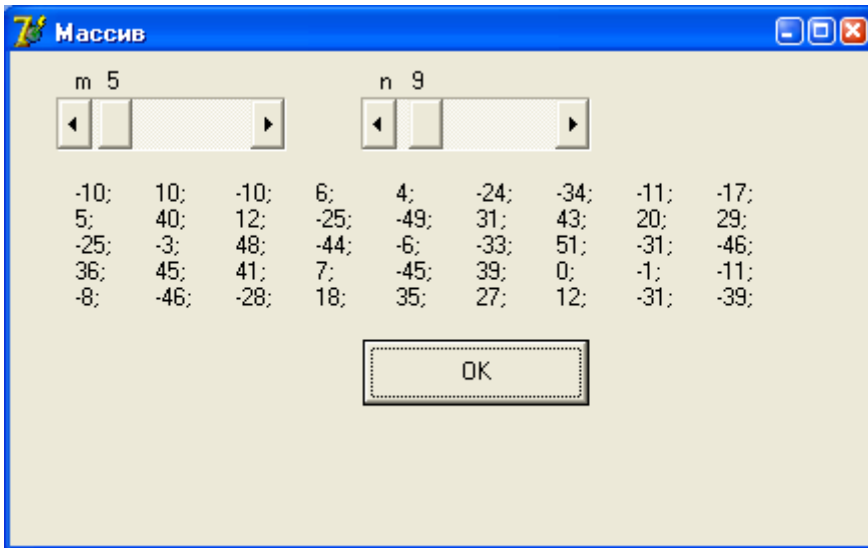 Массив
m 5 n 9
-10; 10; -10; 6; 4; -24; -34; -11; -17;
5; 40; 12; -25; -49; 31; 43; 20; 29;
-25; -3; 48; -44; -6; -33; 51; -31; -46;
36; 45; 41; 7; -45; 39; 0; -1; -11;
-8; -46; -28; 18; 35; 27; 12; -31; -39;
OK